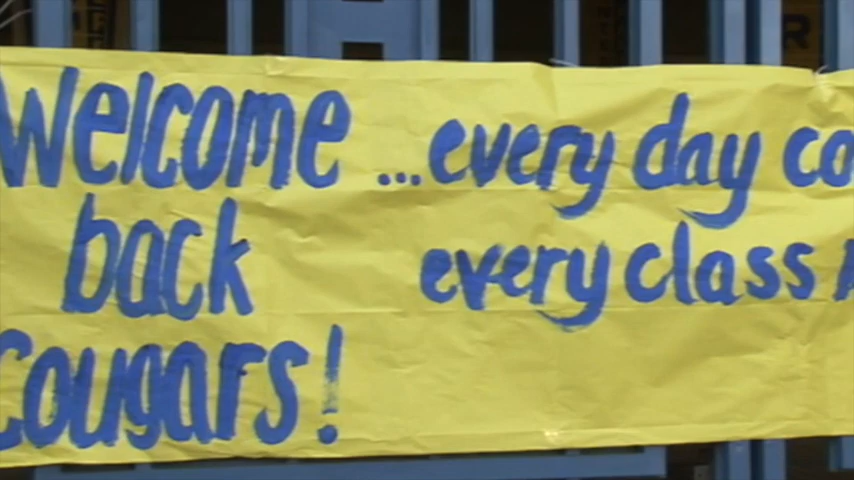 Welcome
back
Cougars!
...every day
every class